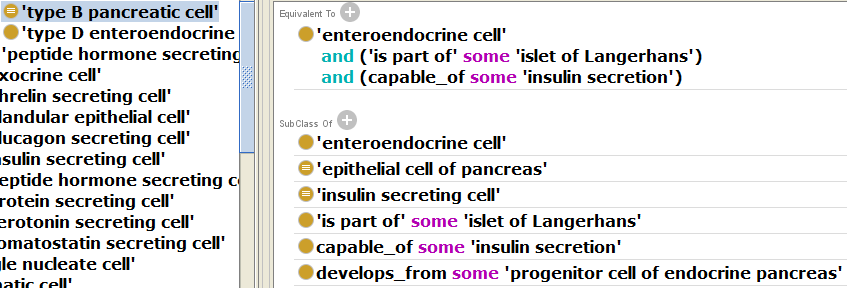 'type B pancreatic cell'
'type D enteroendocrine
'peptide hormone secreting
xocrine cell'
hrelin secreting cell'
landular epithelial cell'
lucagon secreting cell'
nsulin secreting cell'
eptide hormone secreting c
rotein secreting cell'
erotonin secreting cell'
omatostatin secreting cell'
gle nucleate cell'
natic cell'
Equivalent To
'enteroendocrine cell'
and ('is part of' some 'islet of Langerhans')
and (capable_of some 'insulin secretion')
SubClass Of
'enteroendocrine cell'
'epithelial cell of pancreas'
'insulin secreting cell'
'is part of' some 'islet of Langerhans'
capable_of some 'insulin secretion'
develops_from some 'progenitor cell of endocrine pancreas'